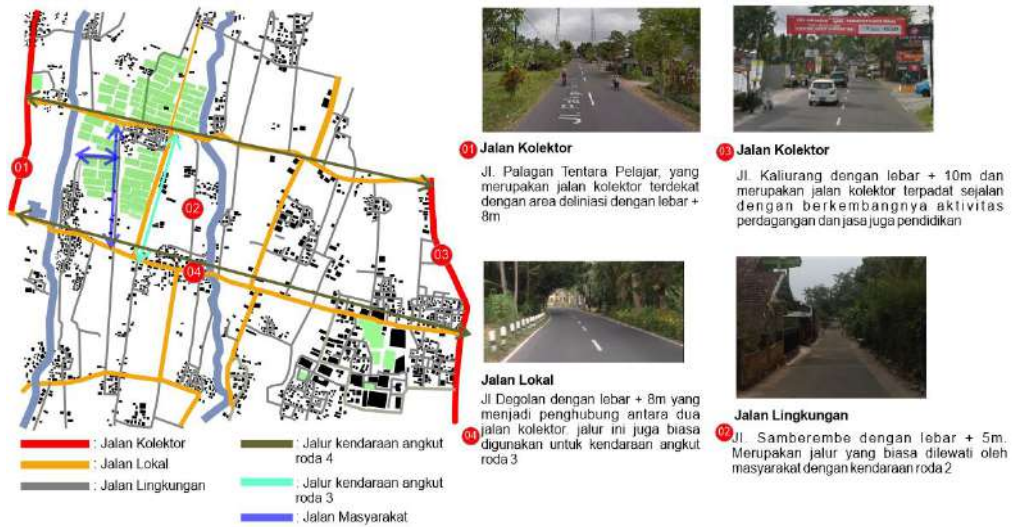 01
02
03
04
: Jalan Kolektor
: Jalan Lokal
: Jalan Lingkungan
: Jalur kendaraan angkut
roda 4
: Jalur kendaraan angkut
roda 3
: Jalan Masyarakat
01 Jalan Kolektor
Jl. Palagan Tentara Pelajar, yang
merupakan jalan kolektor terdekat
dengan area deliniasi dengan lebar +
8m
03 Jalan Kolektor
Jl. Kaliurang dengan lebar + 10m dan
merupakan jalan kolektor terpadat sejalan
dengan berkembangnya aktivitas
perdagangan dan jasa juga pendidikan
Jalan Lokal
Jl Degolan dengan lebar + 8m yang
menjadi penghubung antara dua
04 jalan kolektor. jalur ini juga biasa
digunakan untuk kendaraan angkut
roda 3
Jalan Lingkungan
02 Jl. Samberembe dengan lebar + 5m.
Merupakan jalur yang biasa dilewati oleh
masyarakat dengan kendaraan roda 2